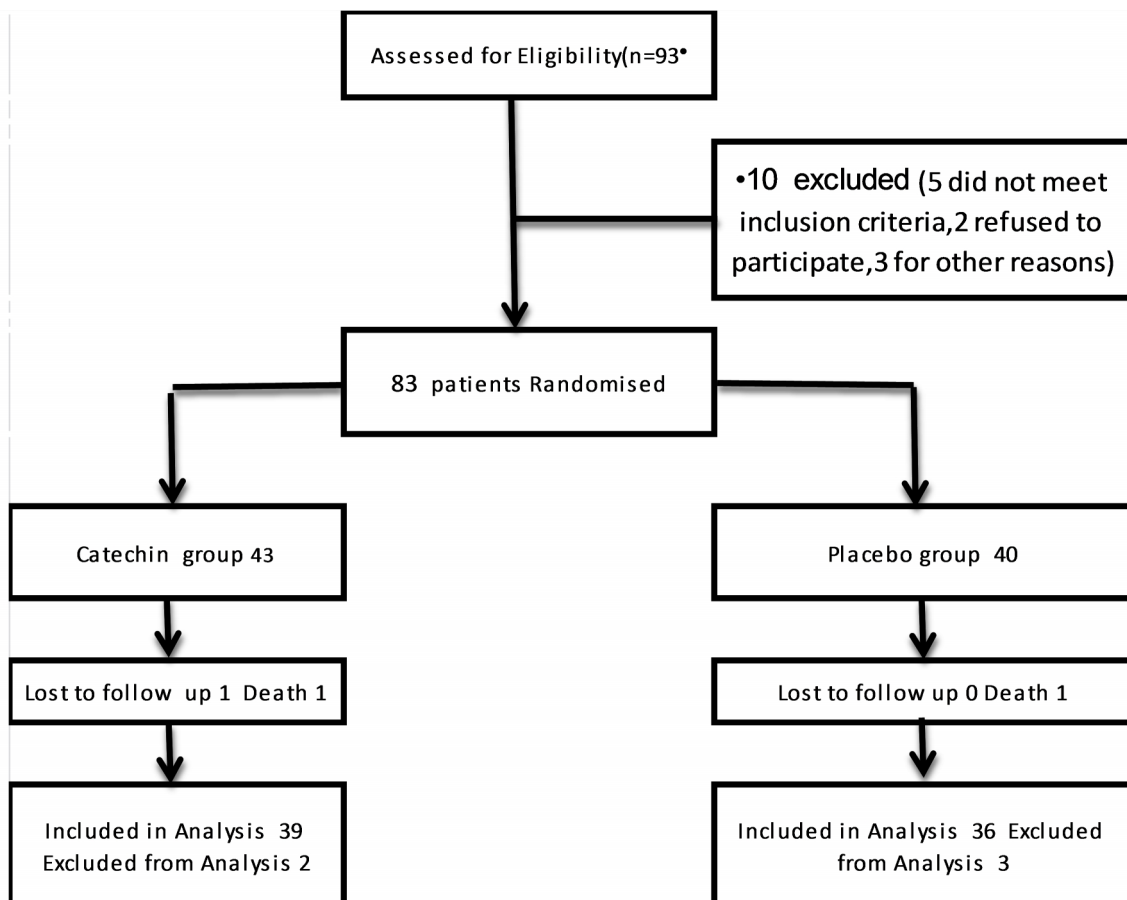 Assessed for Eligibility(n=93•
•10 excluded (5 did not meet
inclusion criteria,2 refused to
participate,3 for other reasons)
83 patients Randomised
Catechin group 43
Placebo group 40
Lost to follow up 1 Death 1
Lost to follow up 0 Death 1
Included in Analysis 39
Excluded from Analysis 2
Included in Analysis 36 Excluded
from Analysis 3